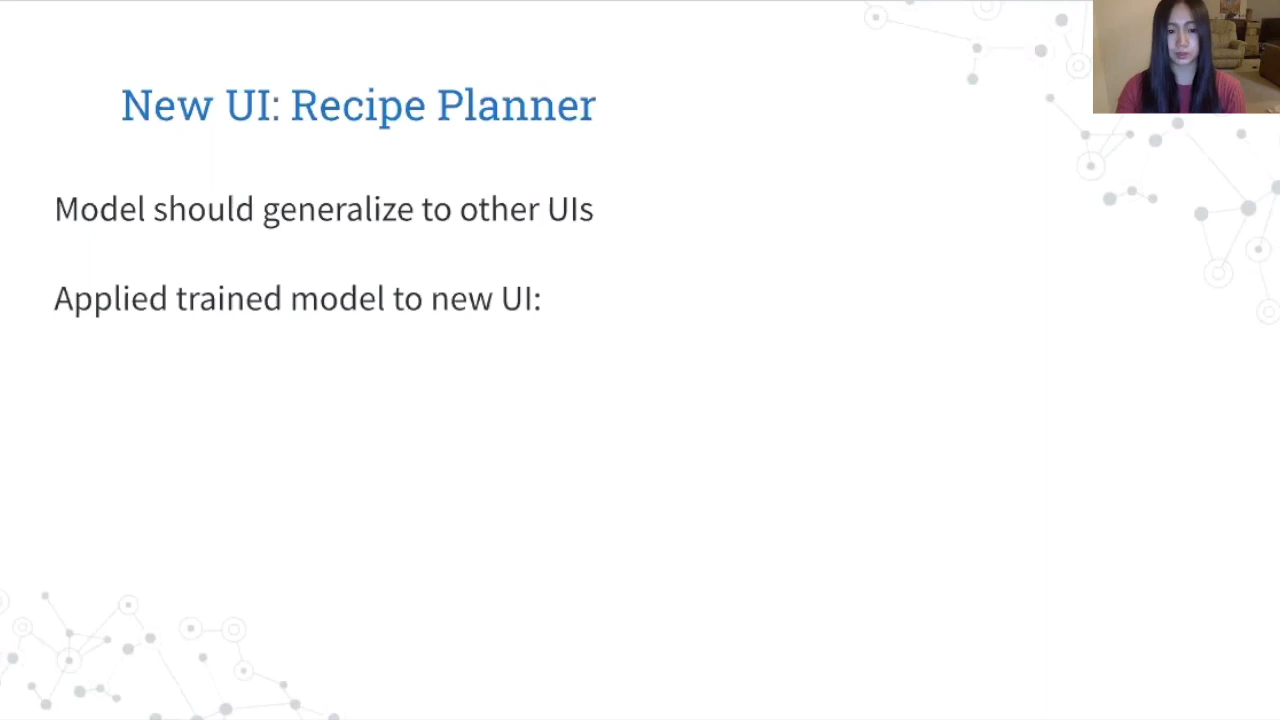 New UI: Recipe Planner
Model should generalize to other UIs
Applied trained model to new UI: